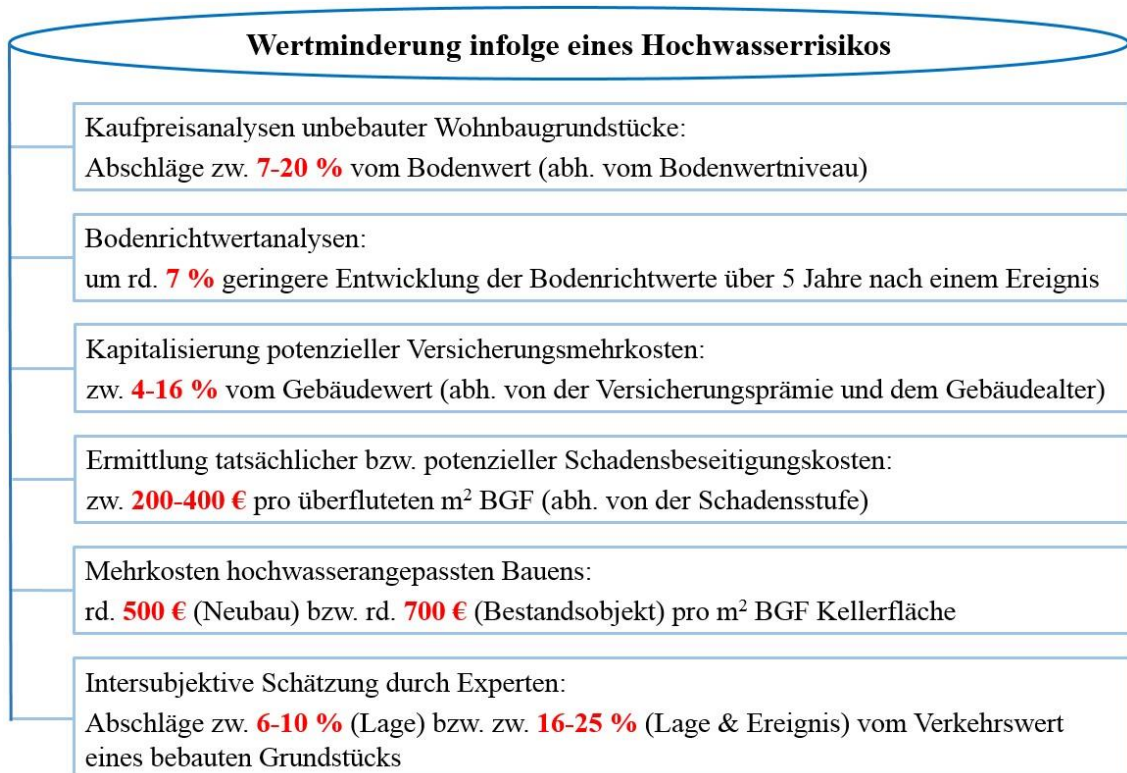 Wertminderung infolge eines Hochwasserrisikos
Kaufpreisanalysen unbebauter Wohnbaugrundstücke:
Abschläge zw. 7-20 % vom Bodenwert (abh. vom Bodenwertniveau)
Bodenrichtwertanalysen:
um rd. 7 % geringere Entwicklung der Bodenrichtwerte über 5 Jahre nach einem Ereignis
Kapitalisierung potenzieller Versicherungsmehrkosten:
zw. 4-16 % vom Gebäudewert (abh. von der Versicherungsprämie und dem Gebäudealter)
Ermittlung tatsächlicher bzw. potenzieller Schadensbeseitigungskosten:
zw. 200-400 € pro überfluteten m² BGF (abh. von der Schadensstufe)
Mehrkosten hochwasserangepassten Bauens:
rd. 500 € (Neubau) bzw. rd. 700 € (Bestandsobjekt) pro m² BGF Kellerfläche
Intersubjektive Schätzung durch Experten:
Abschläge zw. 6-10 % (Lage) bzw. zw. 16-25 % (Lage & Ereignis) vom Verkehrswert
eines bebauten Grundstücks